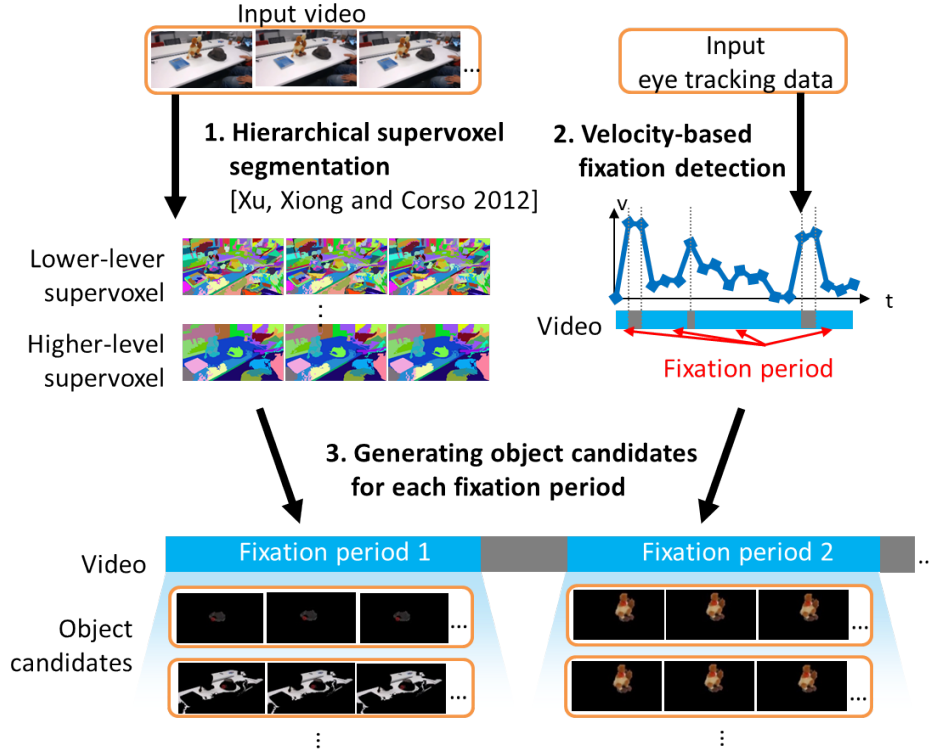 Input video
...
Input
eye tracking data
1. Hierarchical supervoxel
segmentation
[Xu, Xiong and Corso 2012]
2. Velocity-based
fixation detection
Lower-lever
supervoxel
⋮
Higher-level
supervoxel
v
t
Video
Fixation period
3. Generating object candidates
for each fixation period
Video
Fixation period 1
Fixation period 2
..
Object
candidates
...
...
...
...
⋮
⋮